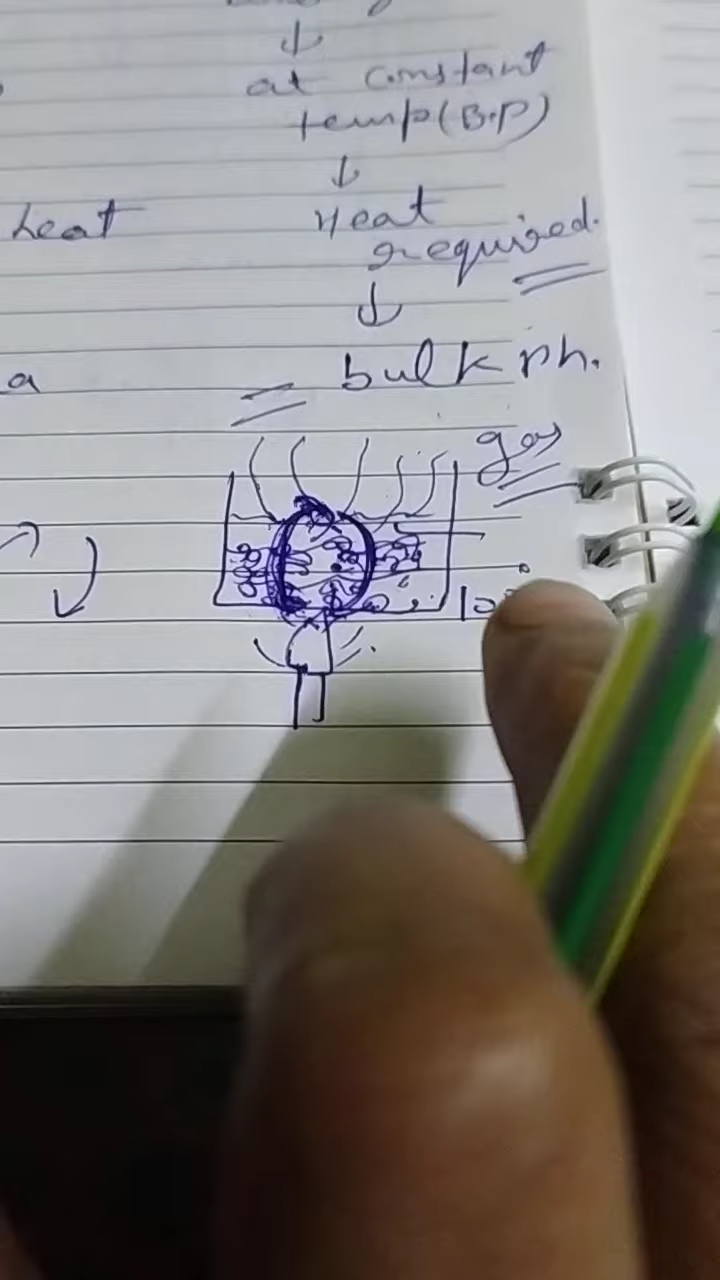 at constant
temp(B.P)
heat
Heat
required.
bulk ph.
a
gas